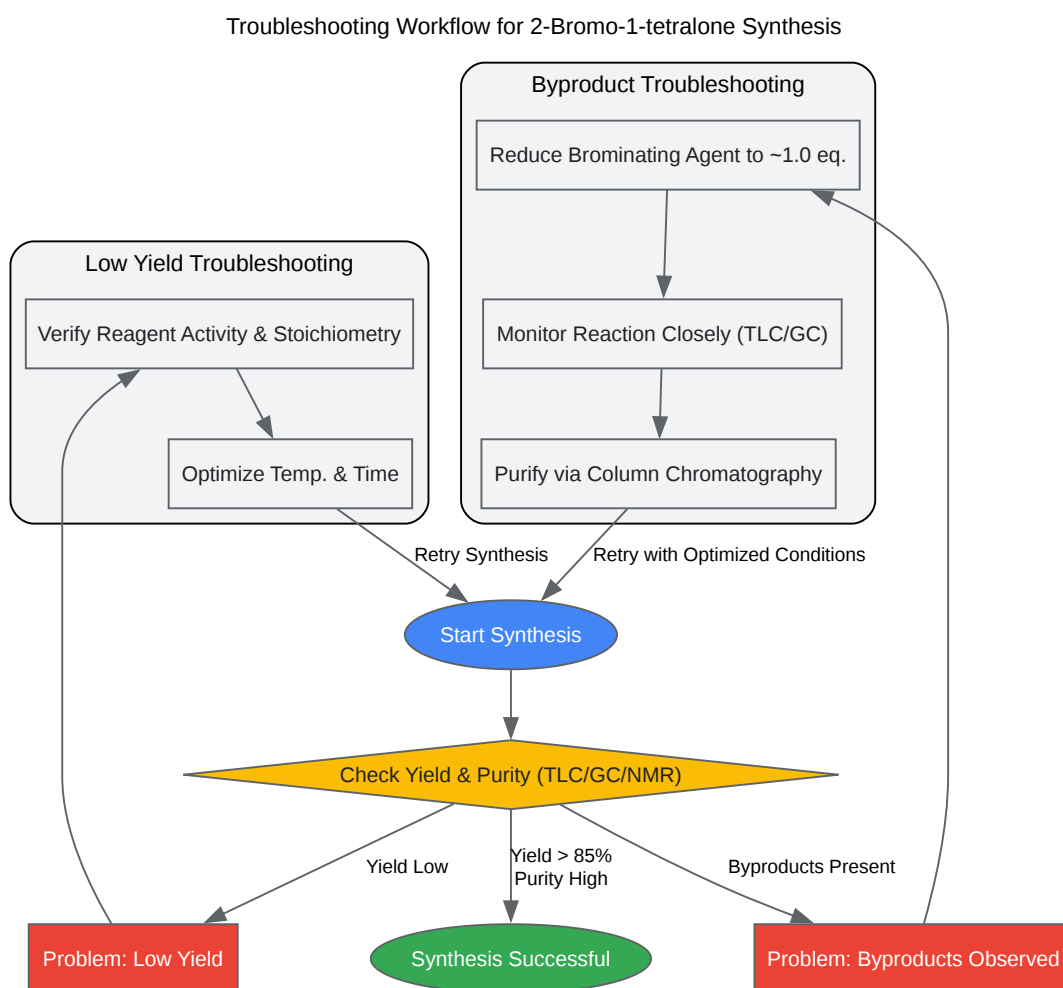 Troubleshooting Workflow for 2-Bromo-1-tetralone Synthesis
Byproduct Troubleshooting
Reduce Brominating Agent to ~1.0 eq.
Low Yield Troubleshooting
Verify Reagent Activity & Stoichiometry
Monitor Reaction Closely (TLC/GC)
Optimize Temp. & Time
Purify via Column Chromatography
Retry Synthesis
Retry with Optimized Conditions
Start Synthesis
Check Yield & Purity (TLC/GC/NMR)
Yield Low
Yield > 85%
Purity High
Byproducts Present
Problem: Low Yield
Synthesis Successful
Problem: Byproducts Observed